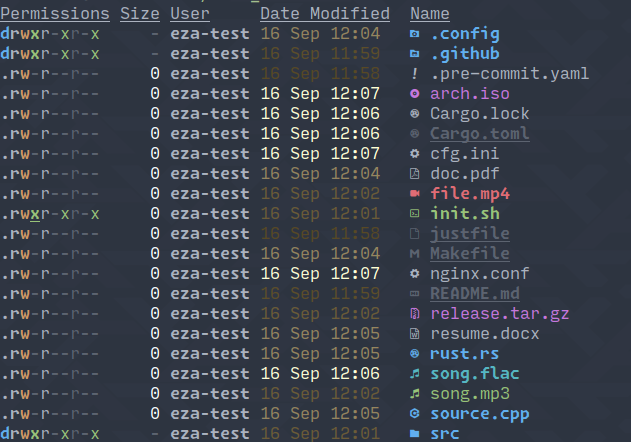 Permissions Size User Date Modified Name
drwxr-xr-x - eza-test 16 Sep 12:04 .config
drwxr-xr-x - eza-test 16 Sep 11:59 .github
.rw-r--r-- 0 eza-test 16 Sep 11:58 .pre-commit.yaml
.rw-r--r-- 0 eza-test 16 Sep 12:07 arch.iso
.rw-r--r-- 0 eza-test 16 Sep 12:06 Cargo.lock
.rw-r--r-- 0 eza-test 16 Sep 12:06 Cargo.toml
.rw-r--r-- 0 eza-test 16 Sep 12:07 cfg.ini
.rw-r--r-- 0 eza-test 16 Sep 12:04 doc.pdf
.rw-r--r-- 0 eza-test 16 Sep 12:02 file.mp4
.rwxr-xr-x 0 eza-test 16 Sep 12:01 init.sh
.rw-r--r-- 0 eza-test 16 Sep 11:58 justfile
.rw-r--r-- 0 eza-test 16 Sep 12:04 Makefile
.rw-r--r-- 0 eza-test 16 Sep 12:07 nginx.conf
.rw-r--r-- 0 eza-test 16 Sep 11:59 README.md
.rw-r--r-- 0 eza-test 16 Sep 12:02 release.tar.gz
.rw-r--r-- 0 eza-test 16 Sep 12:05 resume.docx
.rw-r--r-- 0 eza-test 16 Sep 12:05 rust.rs
.rw-r--r-- 0 eza-test 16 Sep 12:06 song.flac
.rw-r--r-- 0 eza-test 16 Sep 12:02 song.mp3
.rw-r--r-- 0 eza-test 16 Sep 12:05 source.cpp
drwxr-xr-x - eza-test 16 Sep 12:01 src